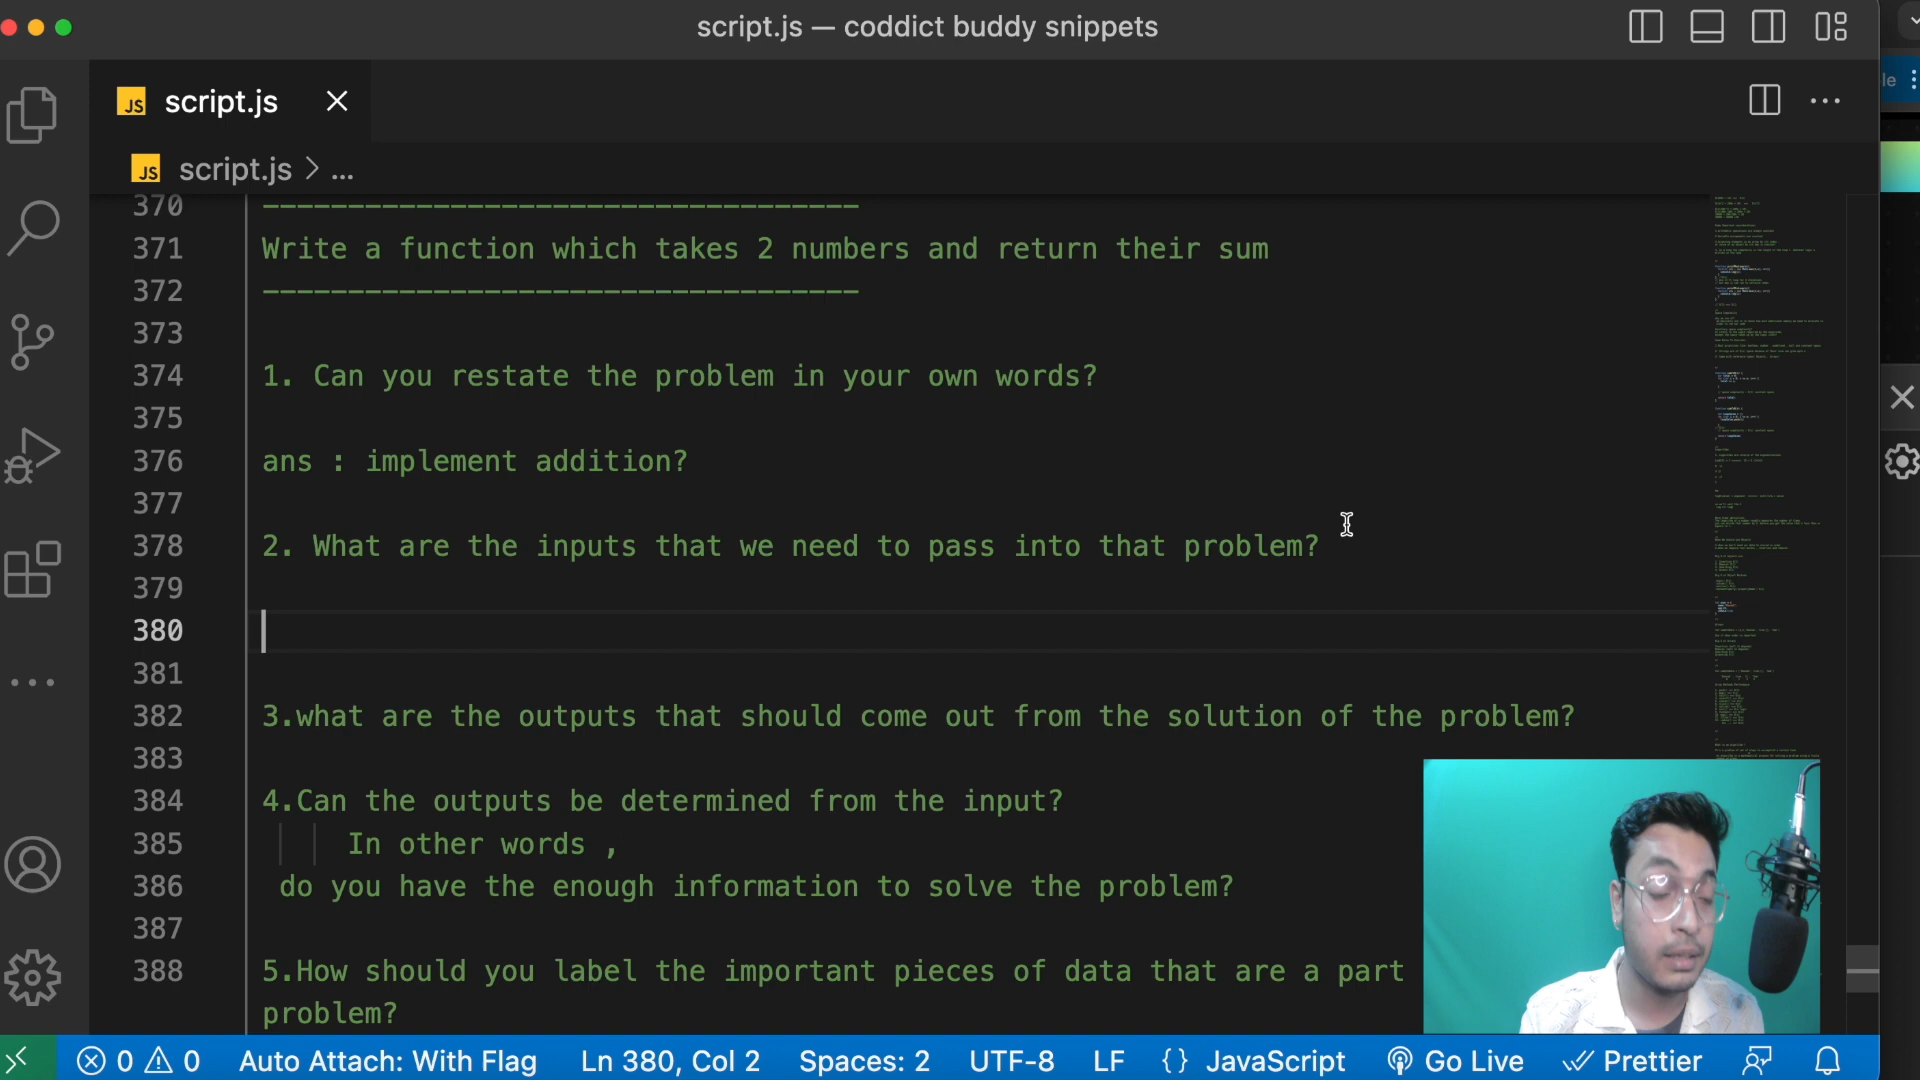 script.js — coddict buddy snippets
JS script.js
JS script.js > ...
370 -----------------------------------
371 Write a function which takes 2 numbers and return their sum
372 -----------------------------------
373
374 1. Can you restate the problem in your own words?
375
376 ans : implement addition?
377
378 2. What are the inputs that we need to pass into that problem?
379
380
381
382 3.what are the outputs that should come out from the solution of the problem?
383
384 4.Can the outputs be determined from the input?
385 In other words ,
386 do you have the enough information to solve the problem?
387
388 5.How should you label the important pieces of data that are a part
problem?
0 0 Auto Attach: With Flag Ln 380, Col 2 Spaces: 2 UTF-8 LF {} JavaScript Go Live Prettier